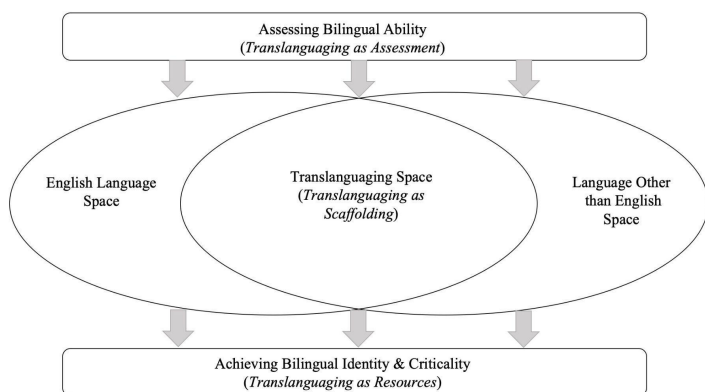 Assessing Bilingual Ability
(Translanguaging as Assessment)
English Language
Space
Translanguaging Space
(Translanguaging as
Scaffolding)
Language Other
than English
Space
Achieving Bilingual Identity & Criticality
(Translanguaging as Resources)